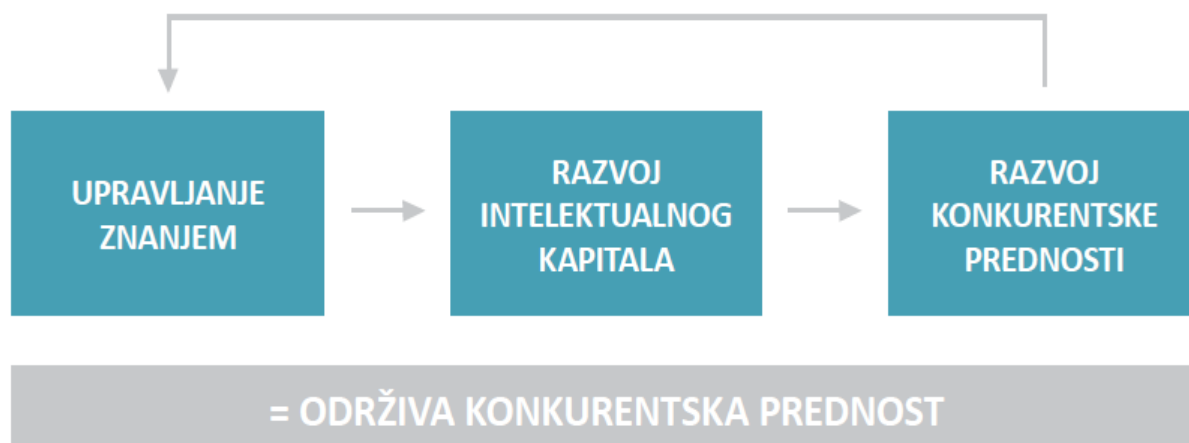 UPRAVLJANJE
ZNANJEM
RAZVOJ
INTELEKTUALNOG
KAPITALA
RAZVOJ
KONKURENTSKE
PREDNOSTI
= ODRŽIVA KONKURENTSKA PREDNOST